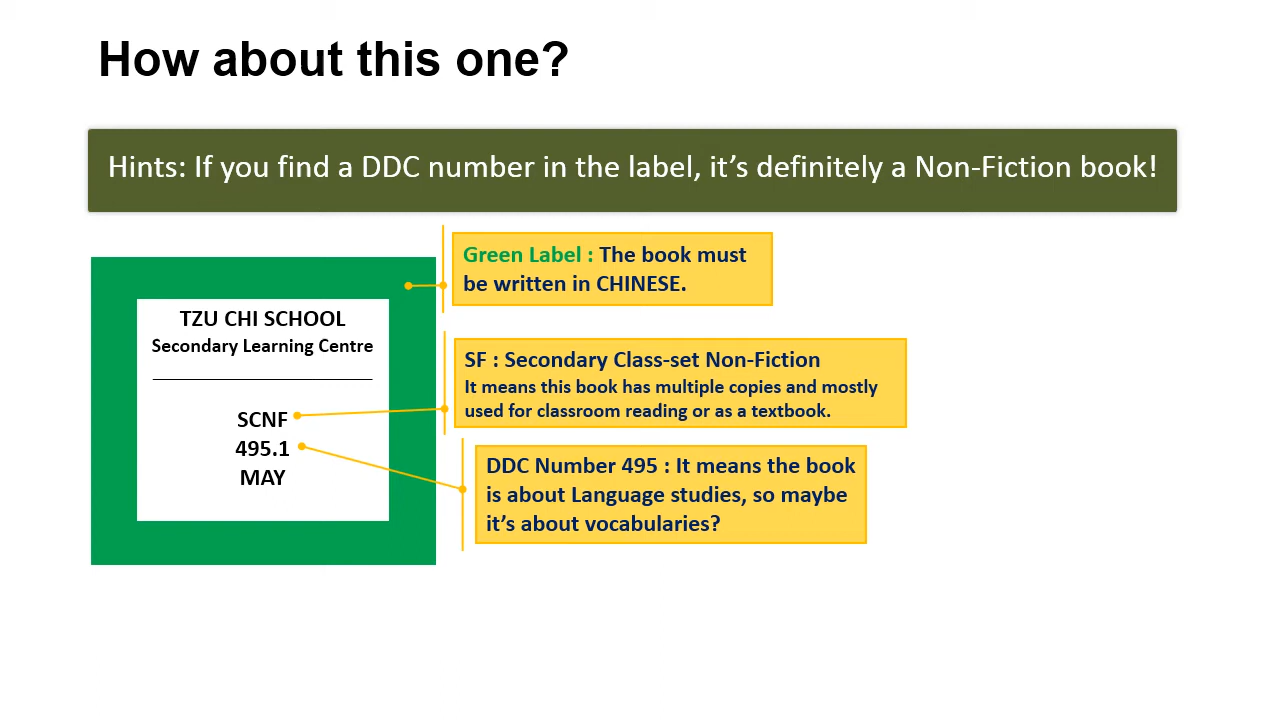 How about this one?
Hints: If you find a DDC number in the label, it’s definitely a Non-Fiction book!
TZU CHI SCHOOL
Secondary Learning Centre
SCNF
495.1
MAY
Green Label : The book must
be written in CHINESE.
SF : Secondary Class-set Non-Fiction
It means this book has multiple copies and mostly
used for classroom reading or as a textbook.
DDC Number 495 : It means the book
is about Language studies, so maybe
it’s about vocabularies?